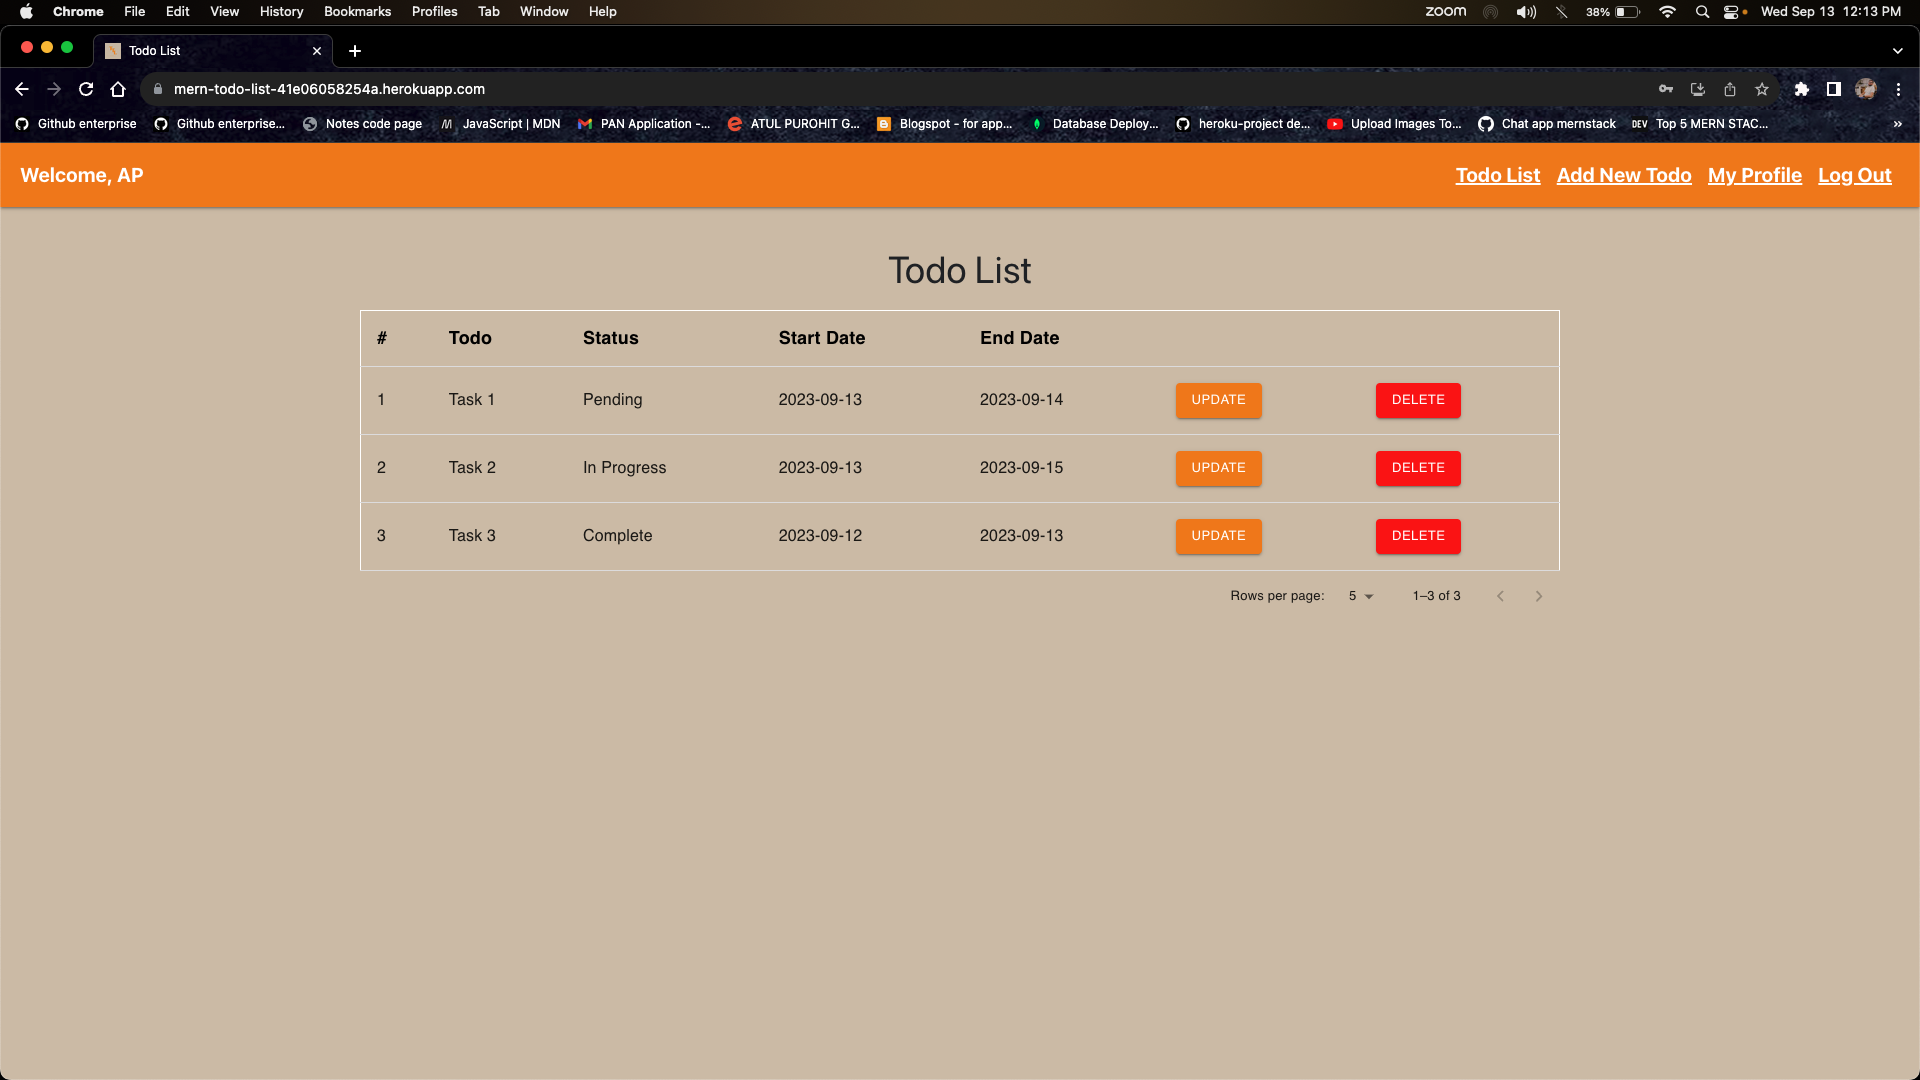 Chrome File Edit View History Bookmarks Profiles Tab Window Help zoom 38% Wed Sep 13 12:13 PM
Todo List
mern-todo-list-41e06058254a.herokuapp.com
Github enterprise Github enterprise... Notes code page JavaScript | MDN PAN Application -... ATUL PUROHIT G... Blogspot - for app... Database Deploy... heroku-project de... Upload Images To... Chat app mernstack DEV Top 5 MERN STAC... »
Welcome, AP Todo List Add New Todo My Profile Log Out
Todo List
# Todo Status Start Date End Date
1 Task 1 Pending 2023-09-13 2023-09-14 UPDATE DELETE
2 Task 2 In Progress 2023-09-13 2023-09-15 UPDATE DELETE
3 Task 3 Complete 2023-09-12 2023-09-13 UPDATE DELETE
Rows per page: 5 1–3 of 3